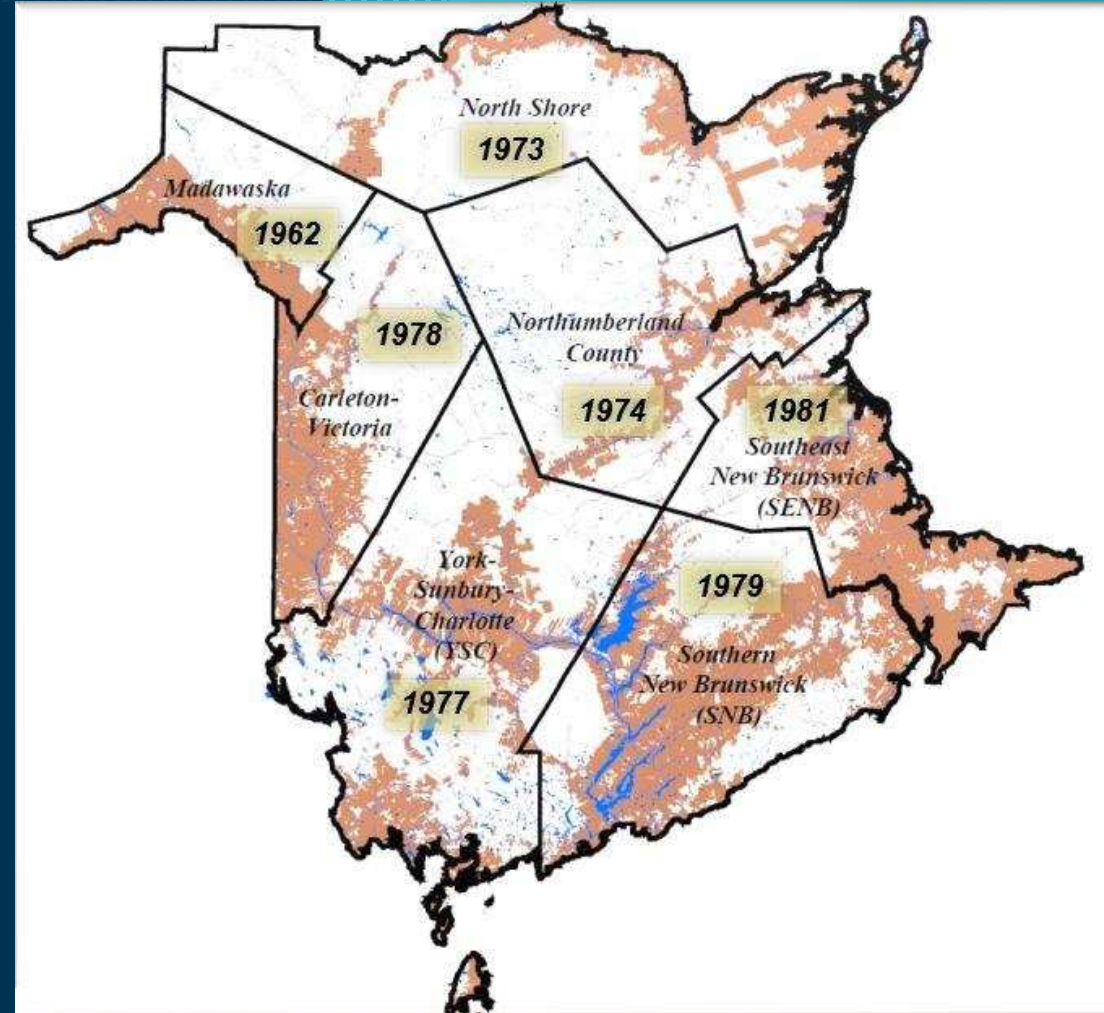 North Shore
1973
Madawaska
1962
1978
Carleton-
Victoria
Northumberland
County
1974
1981
Southeast
New Brunswick
(SENB)
York-
Sunbury-
Charlotte
(YSC)
1977
1979
Southern
New Brunswick
(SNB)